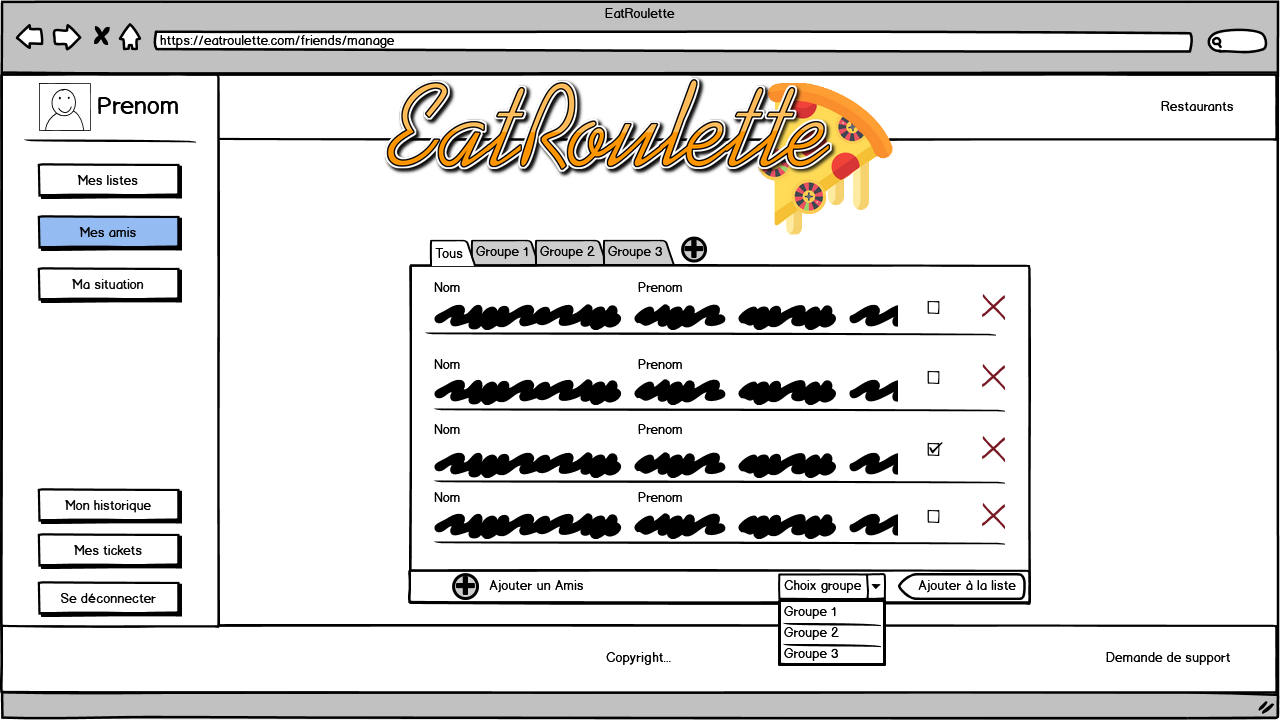 EatRoulette
https://eatroulette.com/friends/manage
Prenom
EatRoulette
Restaurants
Mes listes
Mes amis
Ma situation
Mon historique
Mes tickets
Se déconnecter
Tous Groupe 1 Groupe 2 Groupe 3
Nom Prenom
Nom Prenom
Nom Prenom
Nom Prenom
Ajouter un Amis
Choix groupe
Ajouter à la liste
Groupe 1
Groupe 2
Groupe 3
Copyright...
Demande de support